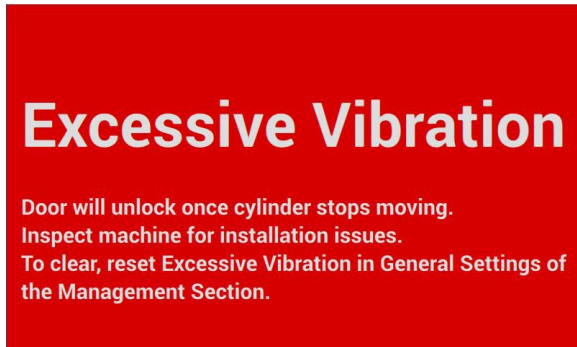 Excessive Vibration
Door will unlock once cylinder stops moving.
Inspect machine for installation issues.
To clear, reset Excessive Vibration in General Settings of
the Management Section.